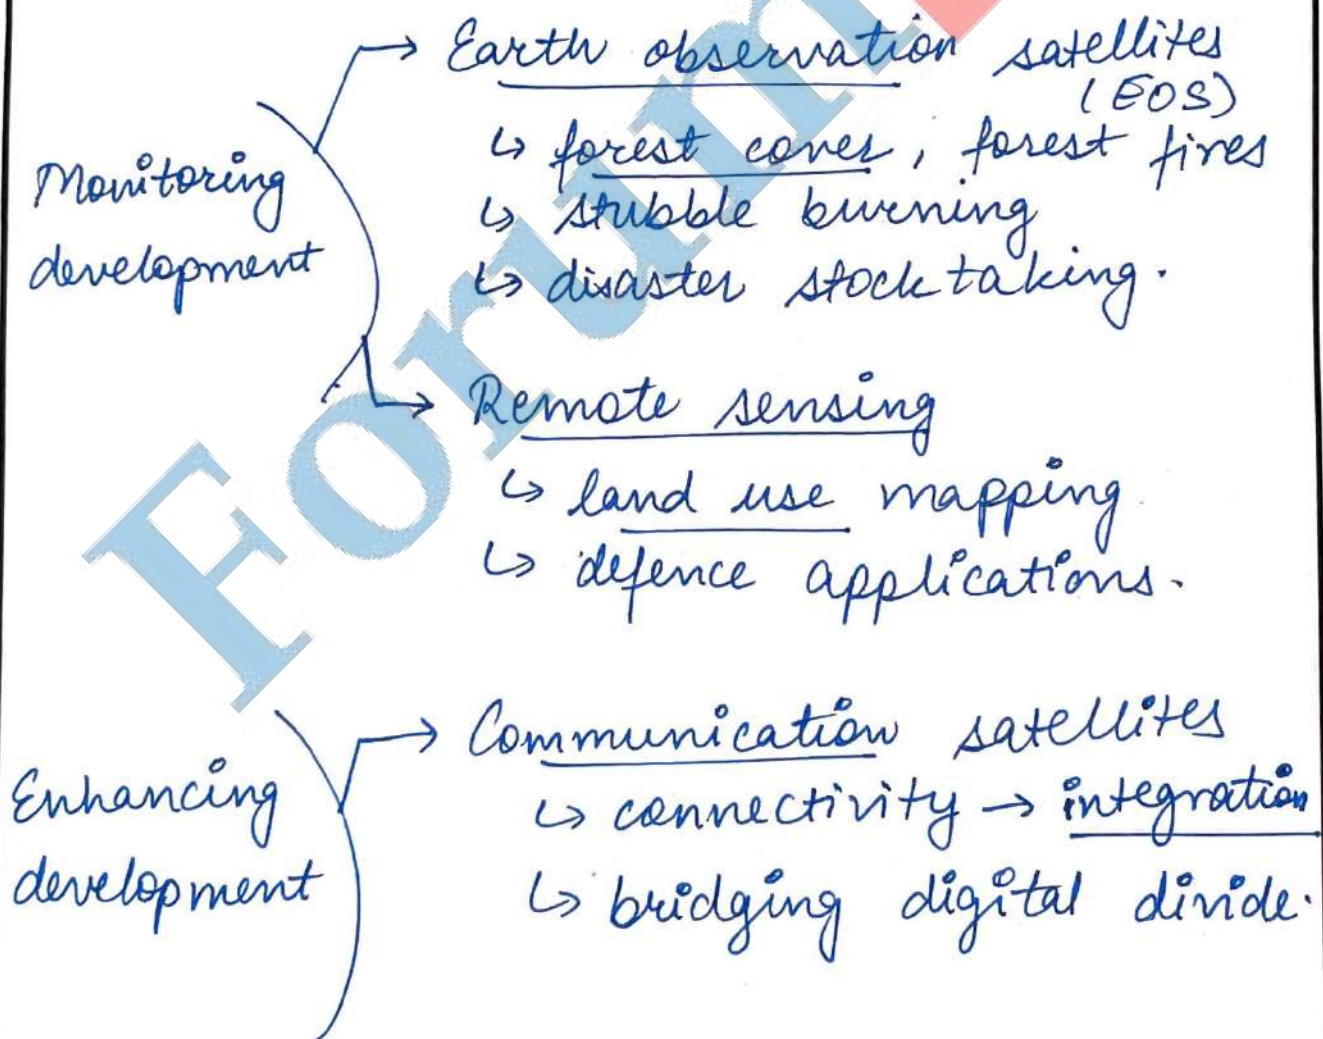 Earth observation satellites
(EOS)
↳ forest cover, forest fires
Monitoring
development
↳ stubble burning
↳ disaster stock taking.
Remote sensing
↳ land use mapping
↳ defence applications.
Communication satellites
Enhancing
development
↳ connectivity → integration
↳ bridging digital divide.
Forum